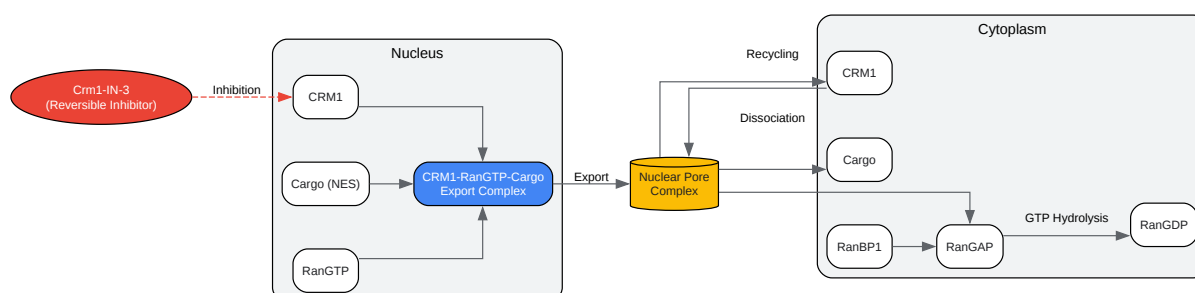 Nucleus
Cytoplasm
Crm1-IN-3
(Reversible Inhibitor)
Inhibition
CRM1
Cargo (NES)
CRM1-RanGTP-Cargo
Export Complex
RanGTP
Export
Nuclear Pore
Complex
Recycling
Dissociation
CRM1
Cargo
RanBP1
RanGAP
GTP Hydrolysis
RanGDP